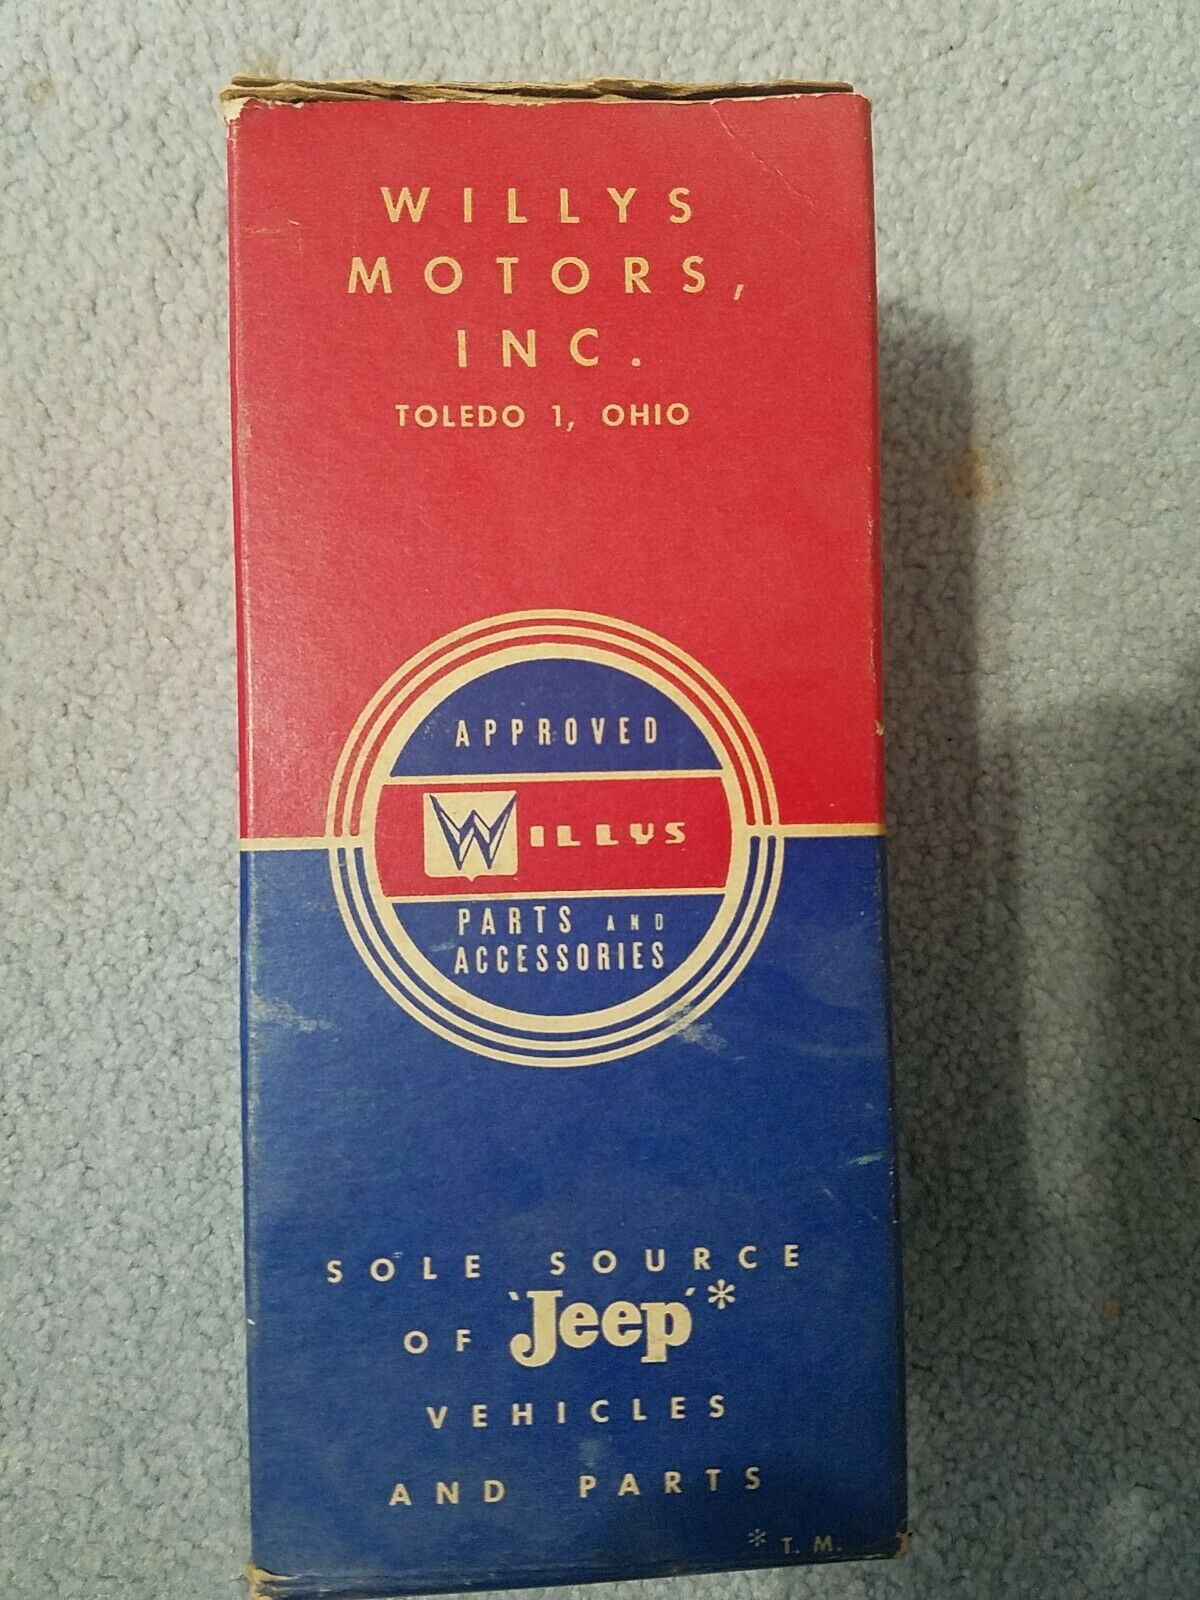 WILLYS
MOTORS,
INC.
TOLEDO 1, OHIO
APPROVED
WILLYS
PARTS AND
ACCESSORIES
SOLE SOURCE
OF 'Jeep'*
VEHICLES
AND PARTS
* T. M.